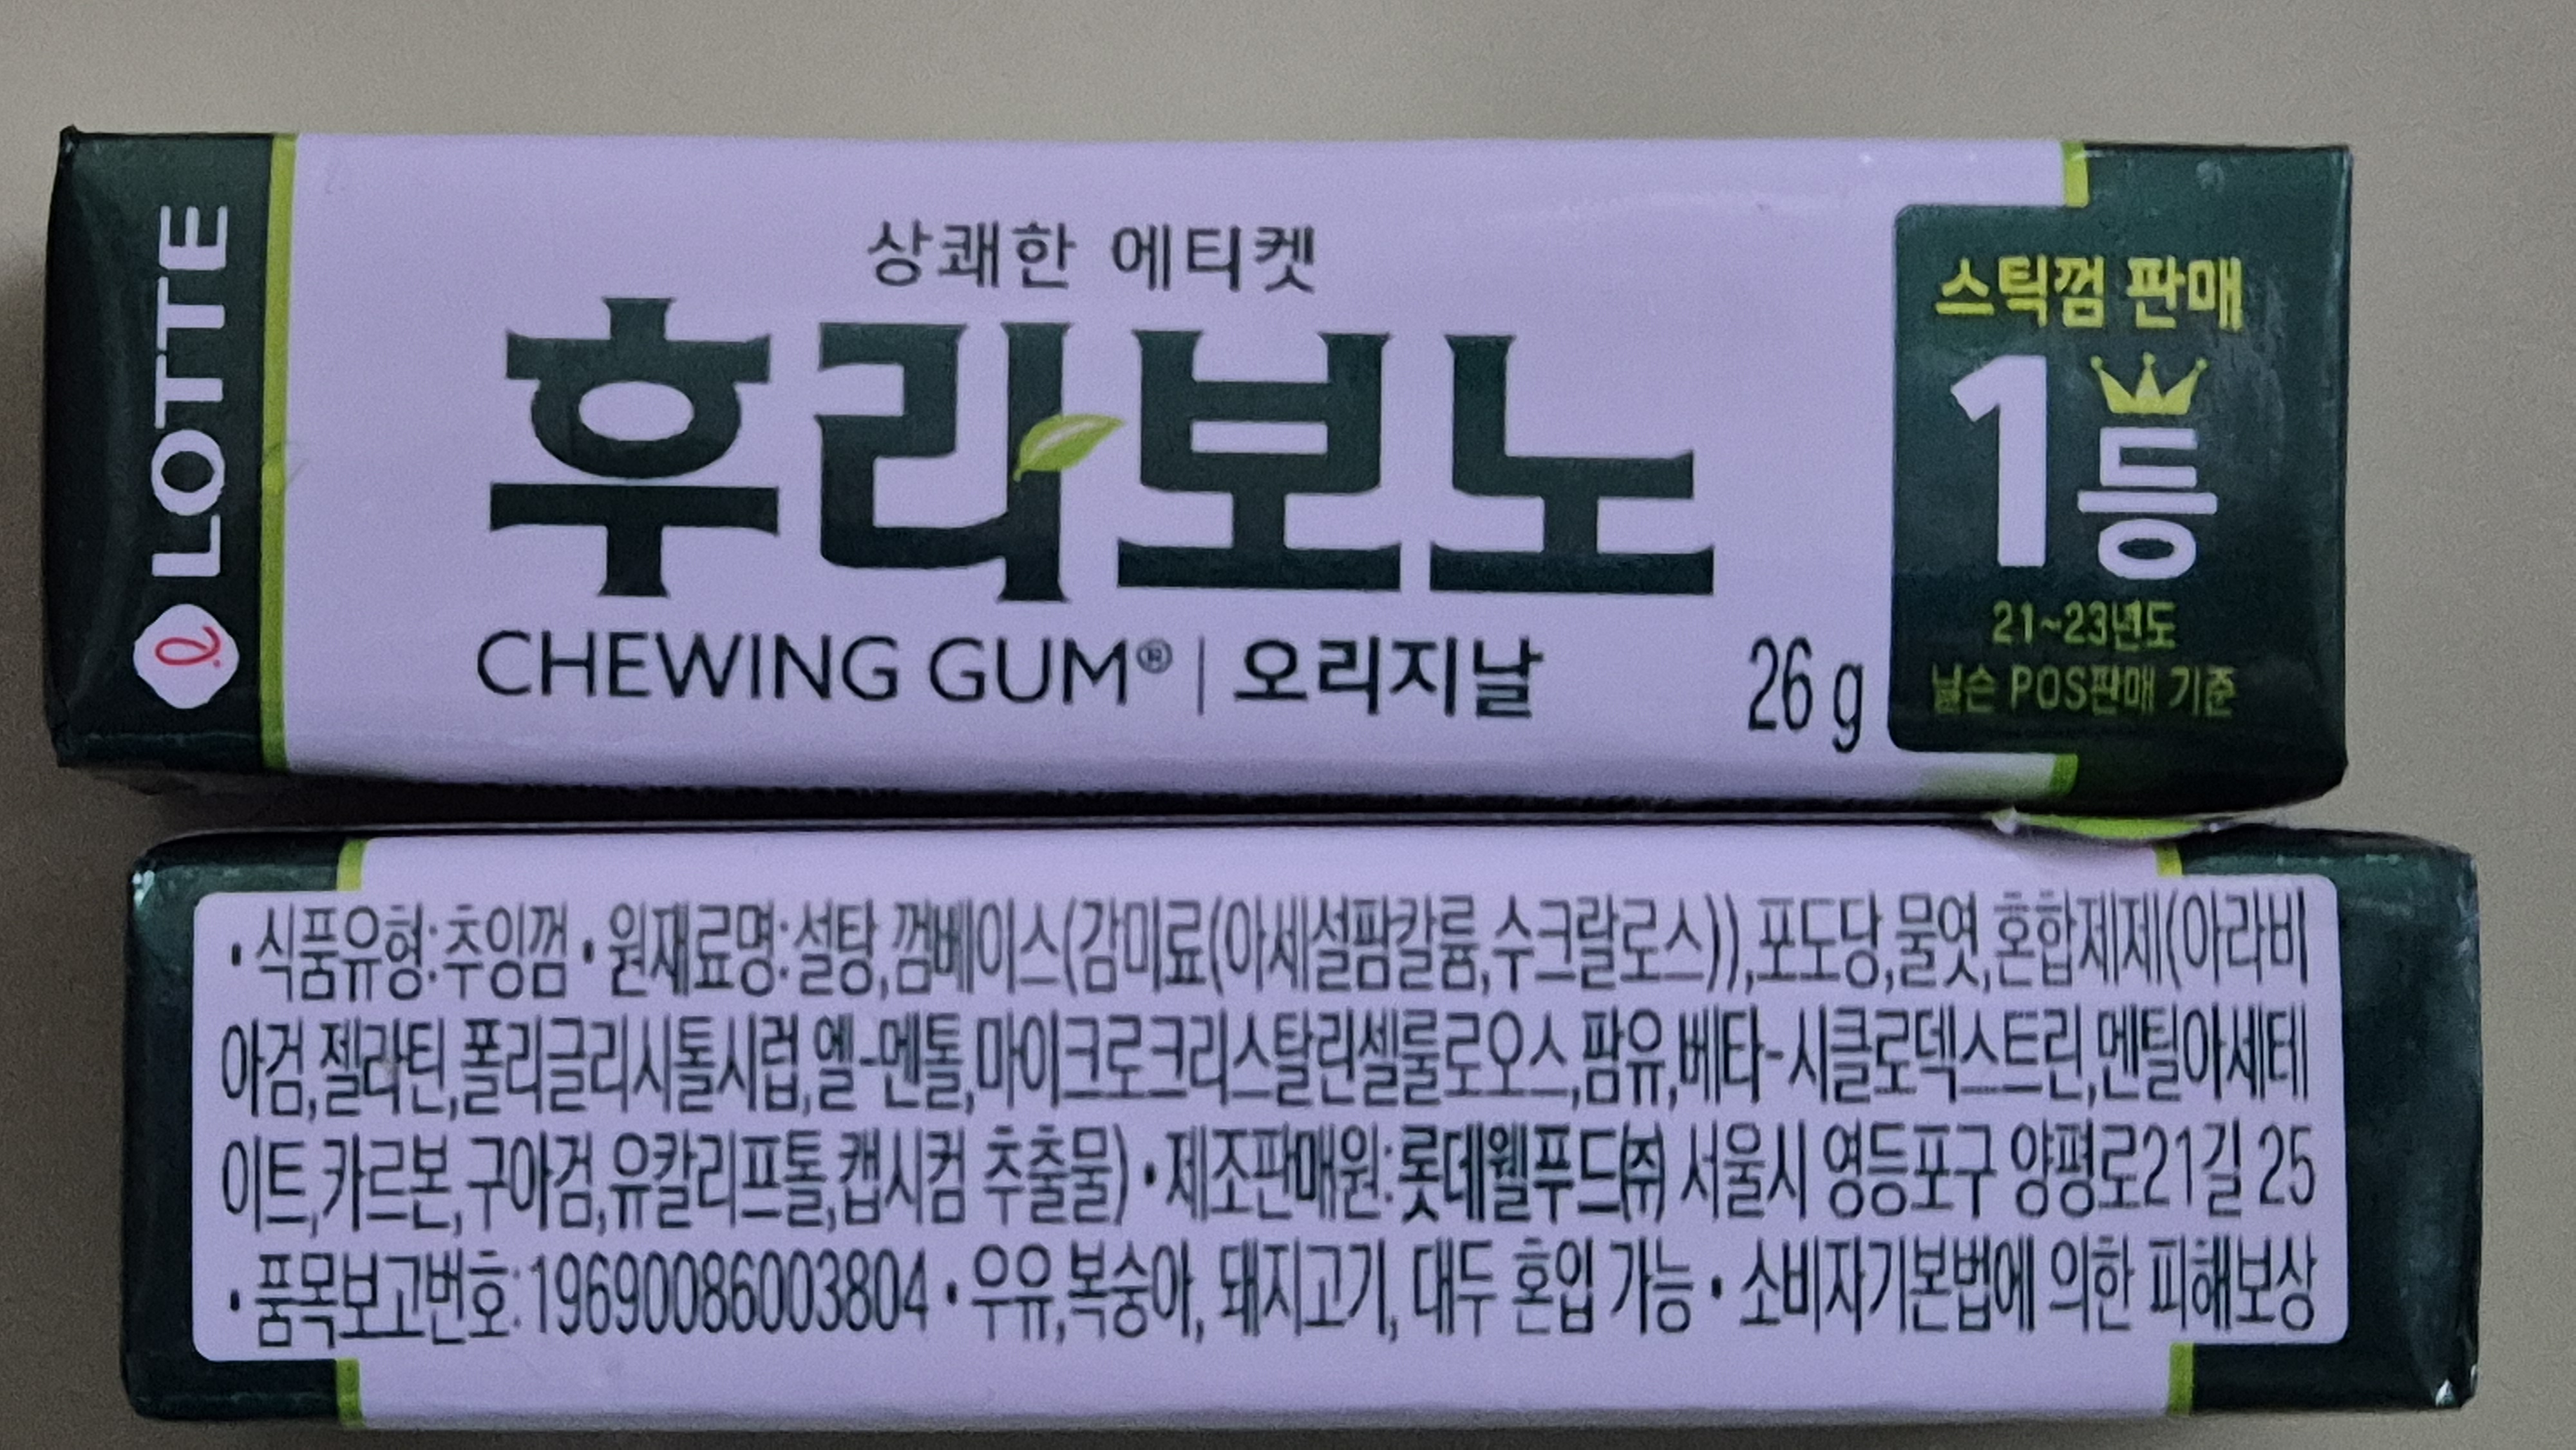 LOTTE
상쾌한 에티켓
후라보노
CHEWING GUM® | 오리지날
26 g
스틱껌 판매
1등
21~23년도
닐슨 POS판매 기준
•식품유형:추잉껌 •원재료명:설탕,껌베이스(감미료(아세설팜칼륨,수크랄로스)),포도당,물엿,혼합제제(아라비
아검,젤라틴,폴리글리시톨시럽,엘-멘톨,마이크로크리스탈린셀룰로오스,팜유,베타-시클로덱스트린,멘틸아세테
이트,카르본,구아검,유칼리프톨,캡시컴 추출물) •제조판매원:롯데웰푸드㈜ 서울시 영등포구 양평로21길 25
•품목보고번호:19690086003804 •우유,복숭아, 돼지고기, 대두 혼입 가능 • 소비자기본법에 의한 피해보상